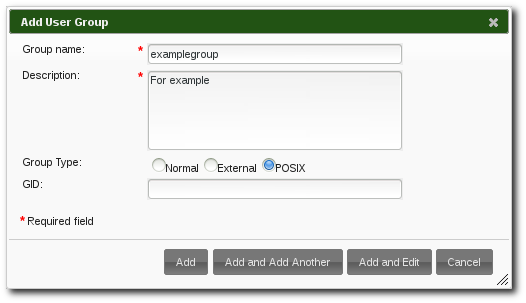 Add User Group
Group name: * examplegroup
Description: * For example
Group Type: Normal External POSIX
GID:
* Required field
Add Add and Add Another Add and Edit Cancel